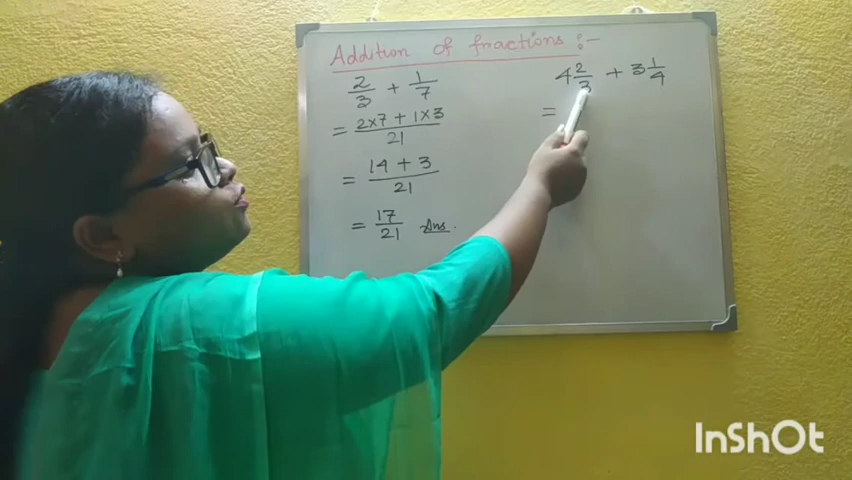 Addition of fractions :-
2/3 + 1/7
= 2×7 + 1×3 / 21
= 14 + 3 / 21
= 17/21 Ans.
4 2/3 + 3 1/4
=
InShOt